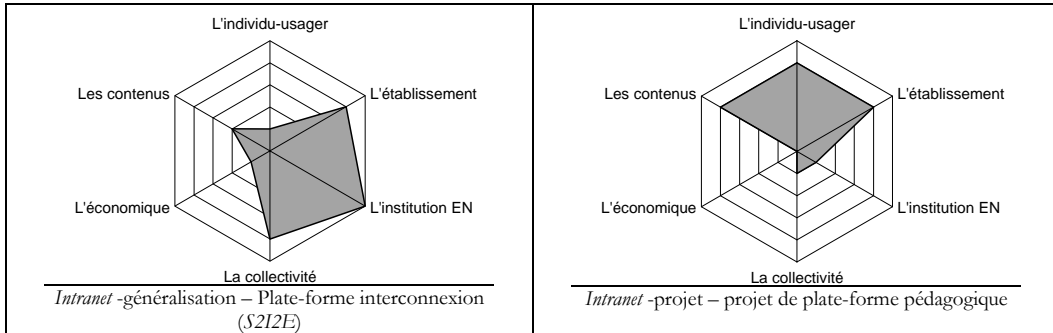 L'individu-usager
Les contenus
L'établissement
L'économique
L'institution EN
La collectivité
Intranet -généralisation – Plate-forme interconnexion
(S2I2E)
L'individu-usager
Les contenus
L'établissement
L'économique
L'institution EN
La collectivité
Intranet -projet – projet de plate-forme pédagogique